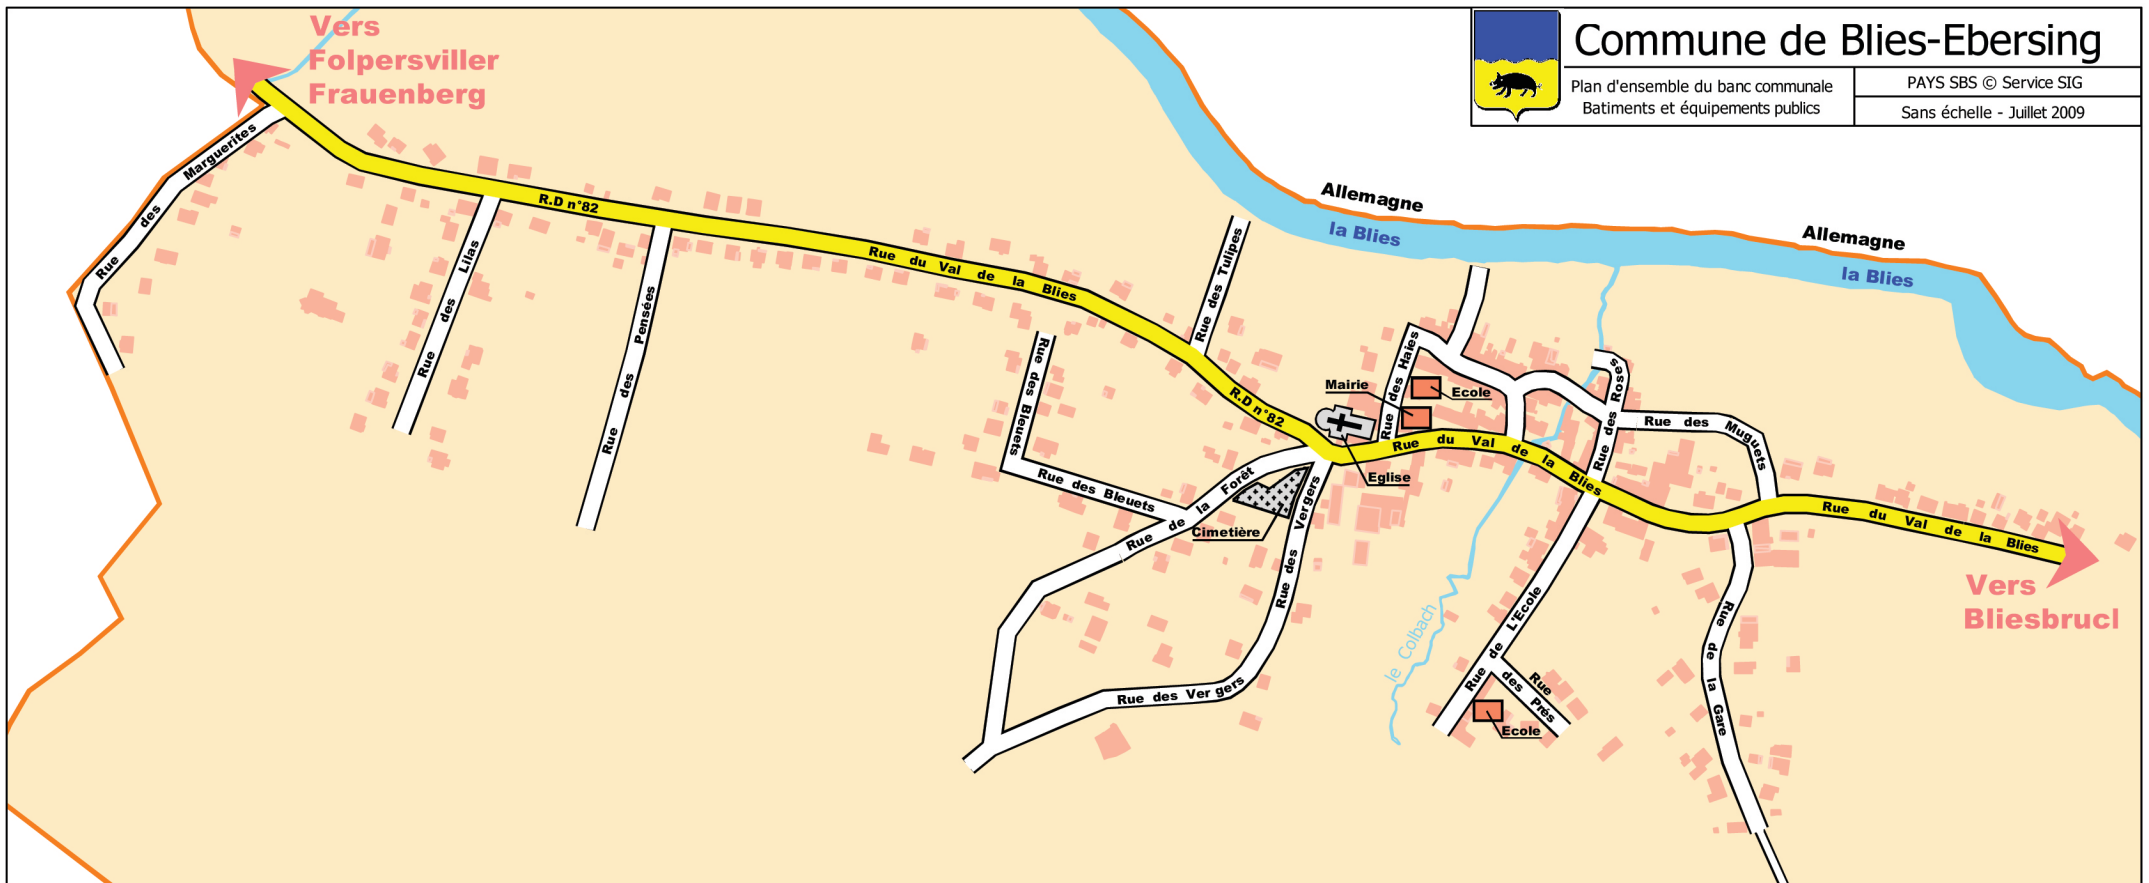 Vers
Folpersviller
Frauenberg
Commune de Blies-Ebersing
Plan d'ensemble du banc communale
Batiments et équipements publics
PAYS SBS © Service SIG
Sans échelle - Juillet 2009
Rue des Marguerites
R.D n°82
Rue des Lilas
Rue des Pensées
Rue du Val de la Blies
Rue des Tulipes
Allemagne
la Blies
Allemagne
la Blies
Rue des Bleuets
Rue des Bleuets
R.D n°82
Mairie
Ecole
Rue des Haies
Eglise
Rue du Val de la Blies
Rue des Roses
Rue des Muguets
Rue de la Forêt
Cimetière
Rue des Vergers
Rue des Ver gers
le Colbach
Rue de L'Ecole
Rue des Prés
Ecole
Rue de la Gare
Rue du Val de la Blies
Vers
Bliesbrucl